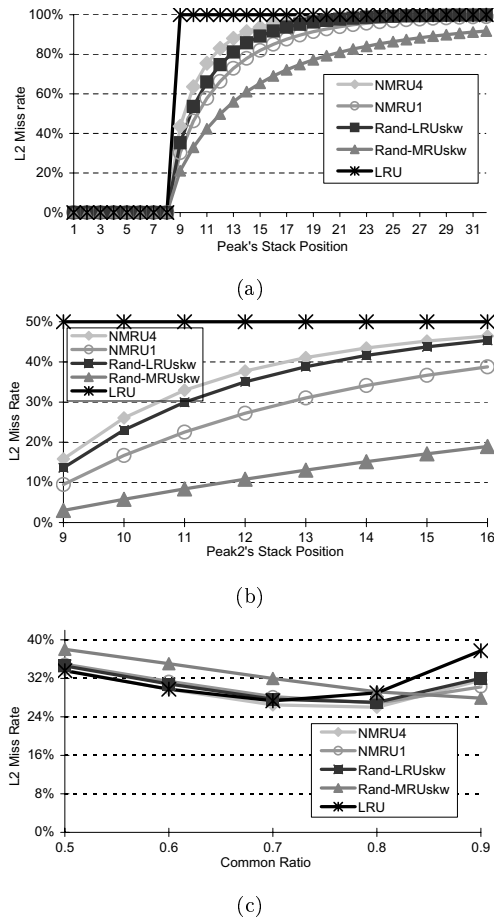 100%
80%
60%
40%
20%
0%
L2 Miss rate
NMRU4
NMRU1
Rand-LRUskw
Rand-MRUskw
LRU
1 3 5 7 9 11 13 15 17 19 21 23 25 27 29 31
Peak's Stack Position
(a)
50%
40%
30%
20%
10%
0%
L2 Miss Rate
NMRU4
NMRU1
Rand-LRUskw
Rand-MRUskw
LRU
9 10 11 12 13 14 15 16
Peak2's Stack Position
(b)
40%
32%
24%
16%
8%
0%
L2 Miss Rate
NMRU4
NMRU1
Rand-LRUskw
Rand-MRUskw
LRU
0.5 0.6 0.7 0.8 0.9
Common Ratio
(c)